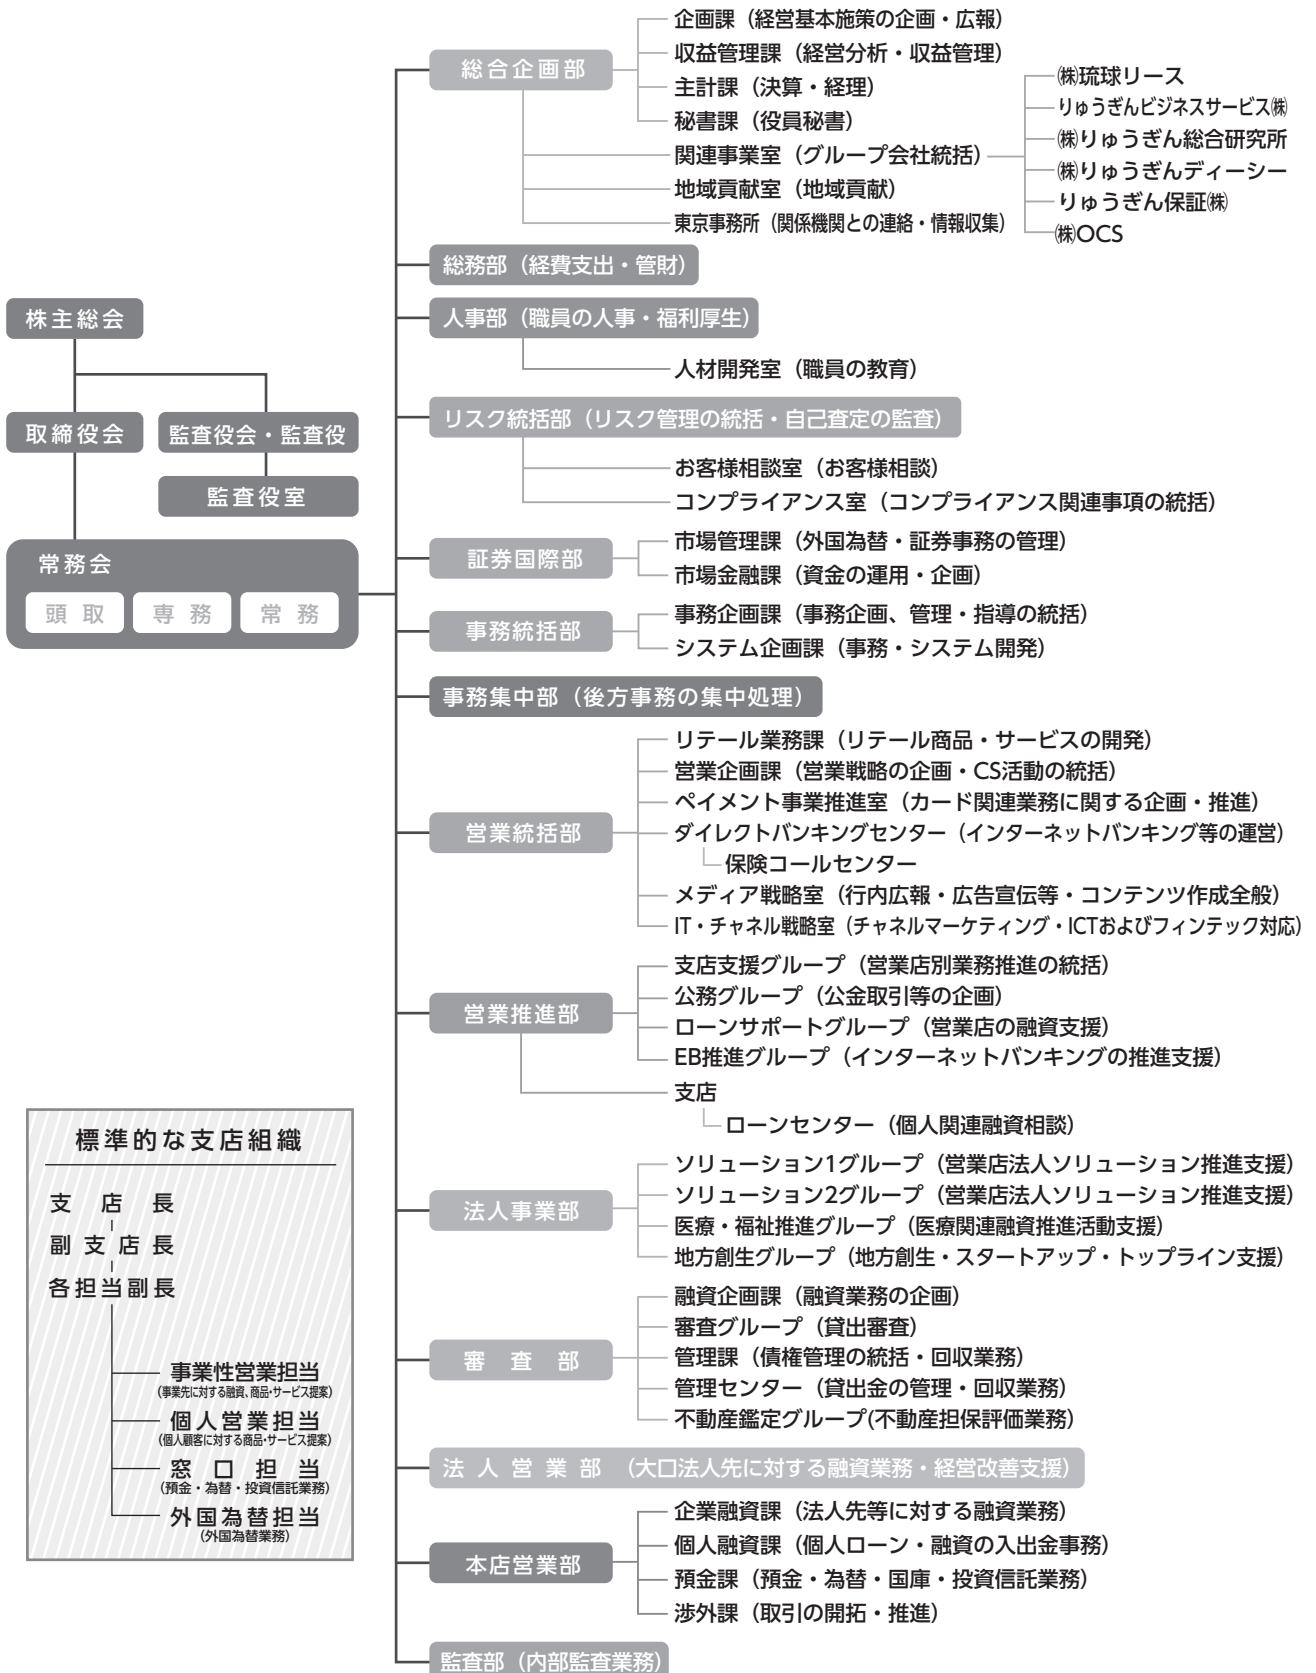 株主総会
取締役会
監査役会・監査役
監査役室
常務会
頭取
専務
常務
総合企画部
企画課（経営基本施策の企画・広報）
収益管理課（経営分析・収益管理）
主計課（決算・経理）
秘書課（役員秘書）
関連事業室（グループ会社統括）
㈱琉球リース
りゅうぎんビジネスサービス㈱
㈱りゅうぎん総合研究所
㈱りゅうぎんディーシー
りゅうぎん保証㈱
㈱OCS
地域貢献室（地域貢献）
東京事務所（関係機関との連絡・情報収集）
総務部（経費支出・管財）
人事部（職員の人事・福利厚生）
人材開発室（職員の教育）
リスク統括部（リスク管理の統括・自己査定の監査）
お客様相談室（お客様相談）
コンプライアンス室（コンプライアンス関連事項の統括）
証券国際部
市場管理課（外国為替・証券事務の管理）
市場金融課（資金の運用・企画）
事務統括部
事務企画課（事務企画、管理・指導の統括）
システム企画課（事務・システム開発）
事務集中部（後方事務の集中処理）
営業統括部
リテール業務課（リテール商品・サービスの開発）
営業企画課（営業戦略の企画・CS活動の統括）
ペイメント事業推進室（カード関連業務に関する企画・推進）
ダイレクトバンキングセンター（インターネットバンキング等の運営）
保険コールセンター
メディア戦略室（行内広報・広告宣伝等・コンテンツ作成全般）
IT・チャネル戦略室（チャネルマーケティング・ICTおよびフィンテック対応）
営業推進部
支店支援グループ（営業店別業務推進の統括）
公務グループ（公金取引等の企画）
ローンサポートグループ（営業店の融資支援）
EB推進グループ（インターネットバンキングの推進支援）
支店
ローンセンター（個人関連融資相談）
法人事業部
ソリューション1グループ（営業店法人ソリューション推進支援）
ソリューション2グループ（営業店法人ソリューション推進支援）
医療・福祉推進グループ（医療関連融資推進活動支援）
地方創生グループ（地方創生・スタートアップ・トップライン支援）
審査部
融資企画課（融資業務の企画）
審査グループ（貸出審査）
管理課（債権管理の統括・回収業務）
管理センター（貸出金の管理・回収業務）
不動産鑑定グループ(不動産担保評価業務）
法人営業部（大口法人先に対する融資業務・経営改善支援）
本店営業部
企業融資課（法人先等に対する融資業務）
個人融資課（個人ローン・融資の入出金事務）
預金課（預金・為替・国庫・投資信託業務）
渉外課（取引の開拓・推進）
監査部（内部監査業務）
標準的な支店組織
支店長
副支店長
各担当副長
事業性営業担当
（事業先に対する融資、商品・サービス提案）
個人営業担当
（個人顧客に対する商品・サービス提案）
窓口担当
（預金・為替・投資信託業務）
外国為替担当
（外国為替業務）